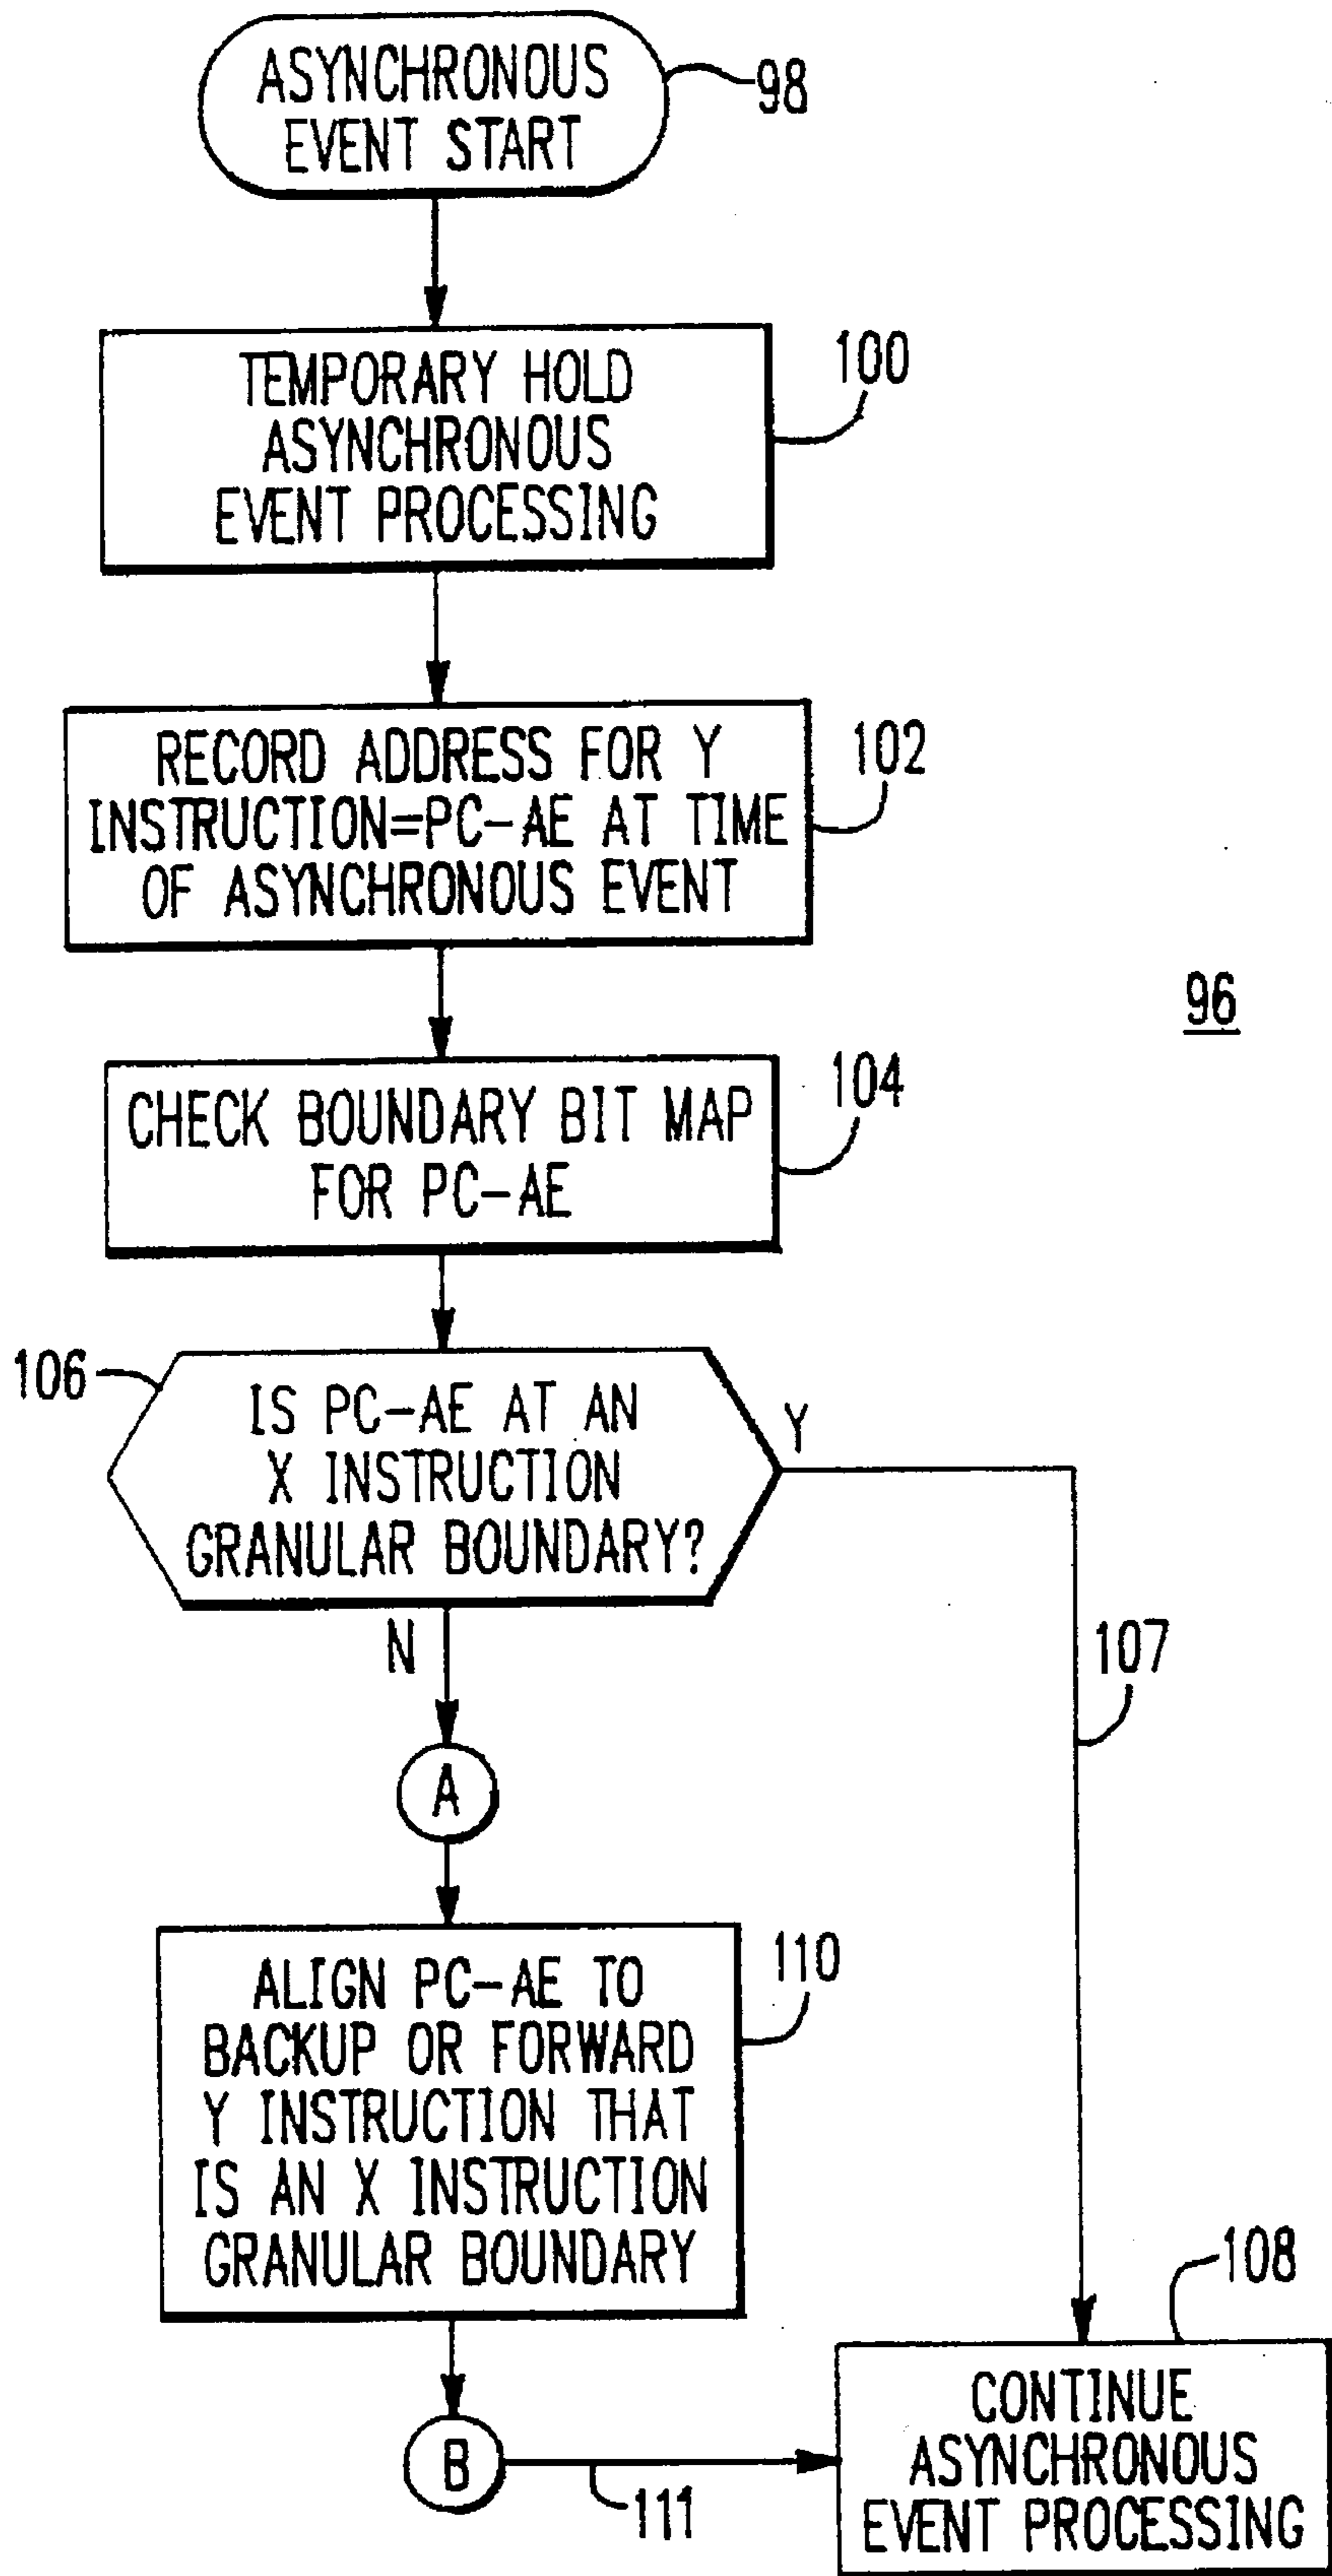 ASYNCHRONOUS
EVENT START
98
TEMPORARY HOLD
ASYNCHRONOUS
EVENT PROCESSING
100
RECORD ADDRESS FOR Y
INSTRUCTION=PC-AE AT TIME
OF ASYNCHRONOUS EVENT
102
96
CHECK BOUNDARY BIT MAP
FOR PC-AE
104
106
IS PC-AE AT AN
X INSTRUCTION
GRANULAR BOUNDARY?
Y
N
107
A
ALIGN PC-AE TO
BACKUP OR FORWARD
Y INSTRUCTION THAT
IS AN X INSTRUCTION
GRANULAR BOUNDARY
110
B
111
108
CONTINUE
ASYNCHRONOUS
EVENT PROCESSING